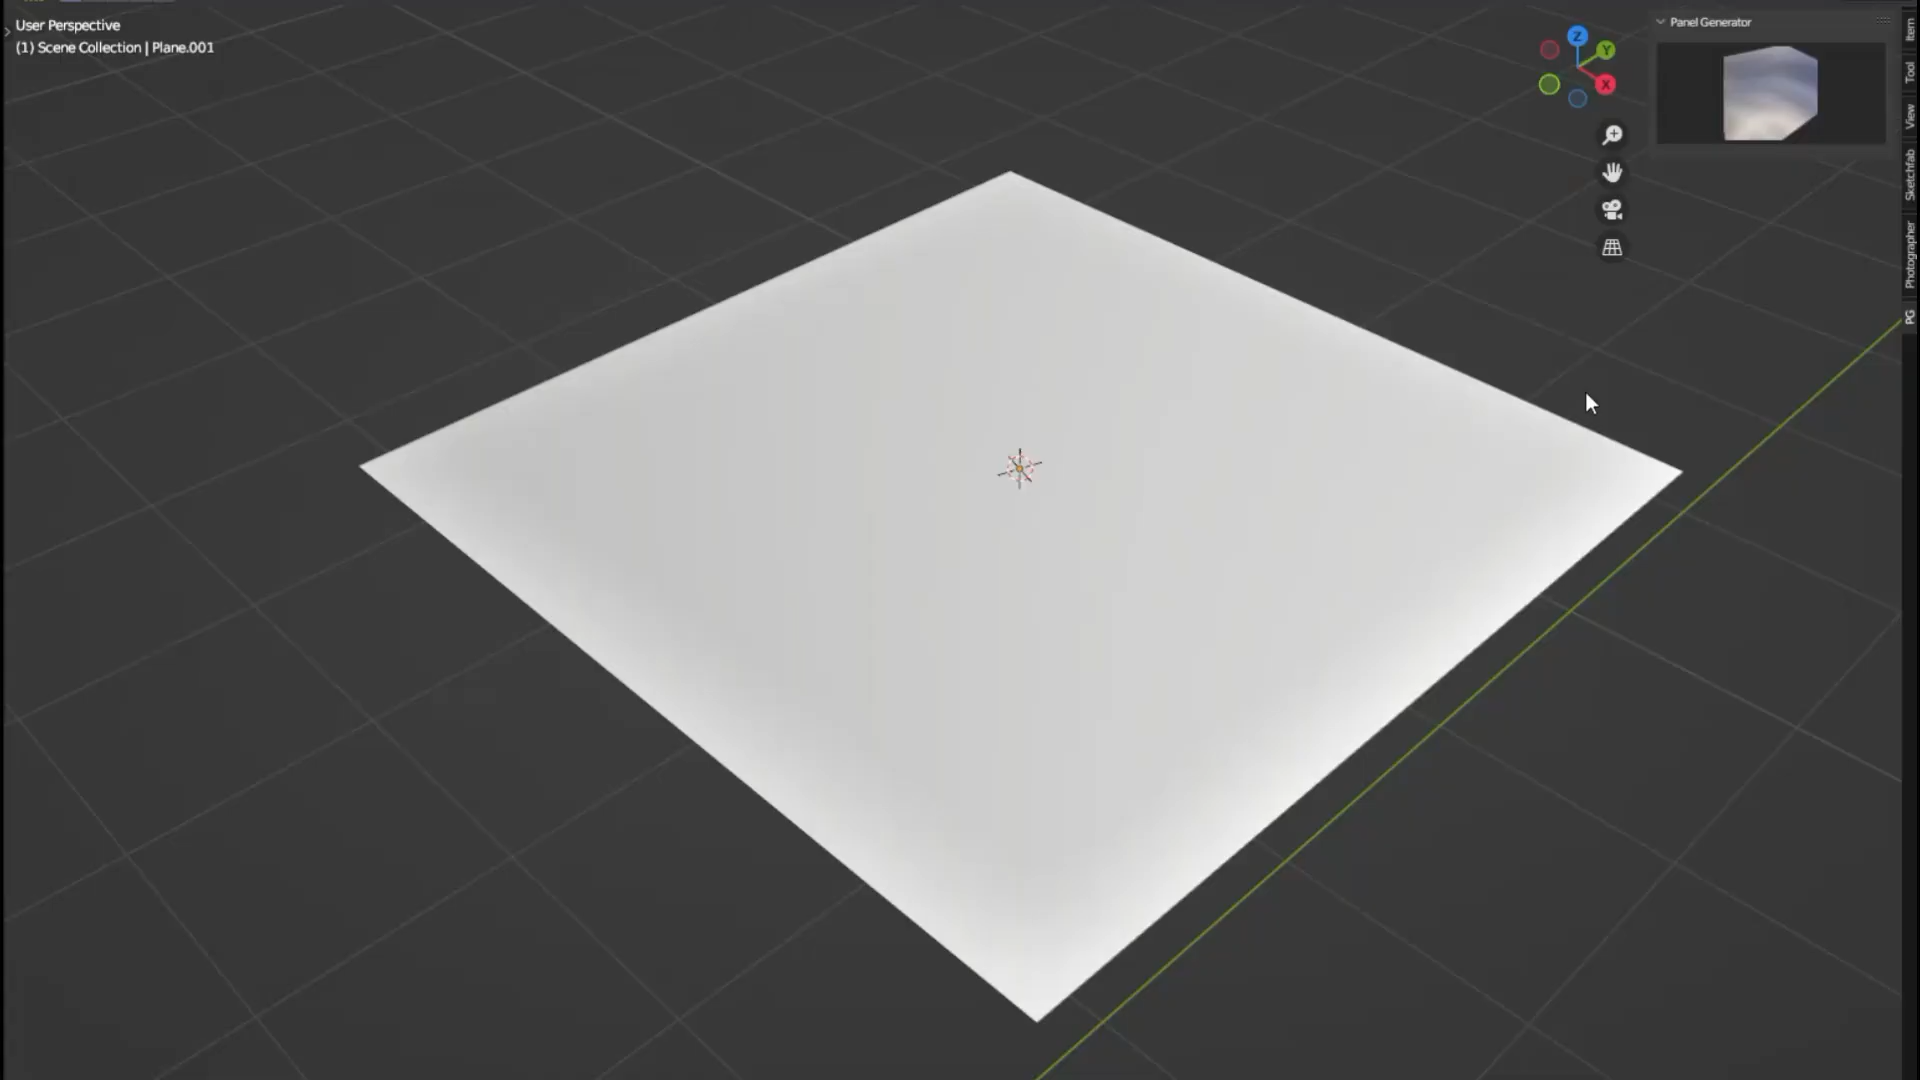 User Perspective
(1) Scene Collection | Plane.001
Z
Y
X
Panel Generator
Item
Tool
View
Sketchfab
Photographer
PG